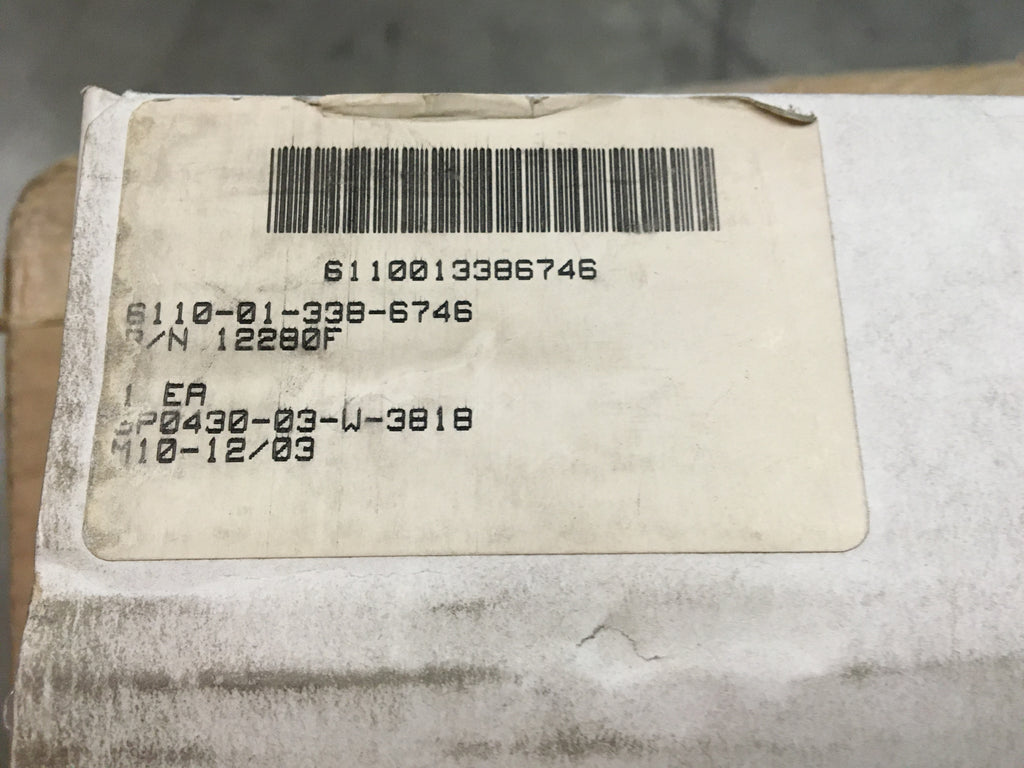 6110013386746
6110-01-338-6746
P/N 12280F
1 EA
SP0430-03-W-3818
M10-12/03